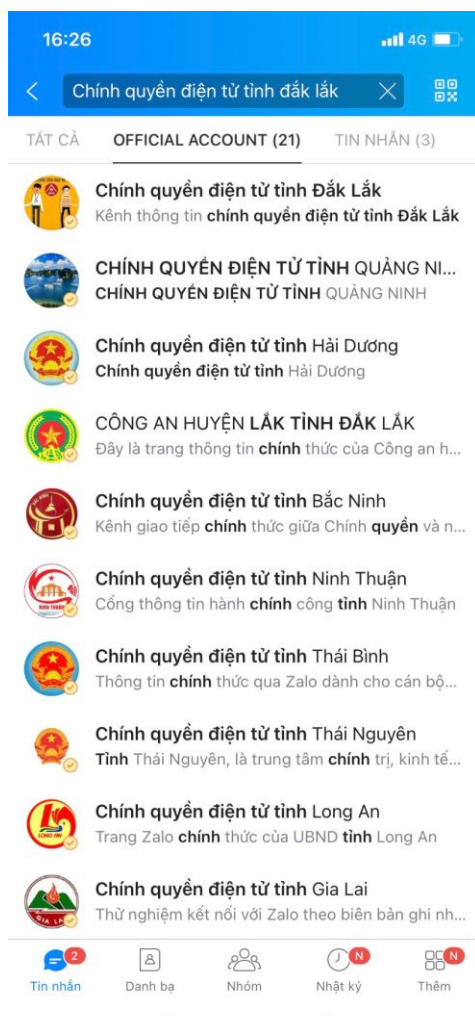 16:26
4G
Chính quyền điện tử tỉnh đắk lắk
TẤT CẢ
OFFICIAL ACCOUNT (21)
TIN NHẮN (3)
Chính quyền điện tử tỉnh Đắk Lắk
Kênh thông tin chính quyền điện tử tỉnh Đắk Lắk
CHÍNH QUYỀN ĐIỆN TỬ TỈNH QUẢNG NI...
CHÍNH QUYỀN ĐIỆN TỬ TỈNH QUẢNG NINH
Chính quyền điện tử tỉnh Hải Dương
Chính quyền điện tử tỉnh Hải Dương
CÔNG AN HUYỆN LẮK TỈNH ĐẮK LẮK
Đây là trang thông tin chính thức của Công an h...
Chính quyền điện tử tỉnh Bắc Ninh
Kênh giao tiếp chính thức giữa Chính quyền và n...
Chính quyền điện tử tỉnh Ninh Thuận
Cổng thông tin hành chính công tỉnh Ninh Thuận
NINH THUẬN
Chính quyền điện tử tỉnh Thái Bình
Thông tin chính thức qua Zalo dành cho cán bộ...
Chính quyền điện tử tỉnh Thái Nguyên
Tỉnh Thái Nguyên, là trung tâm chính trị, kinh tế...
Chính quyền điện tử tỉnh Long An
Trang Zalo chính thức của UBND tỉnh Long An
LONG AN
Chính quyền điện tử tỉnh Gia Lai
Thử nghiệm kết nối với Zalo theo biên bản ghi nh...
2
N
N
Tin nhắn
Danh bạ
Nhóm
Nhật ký
Thêm